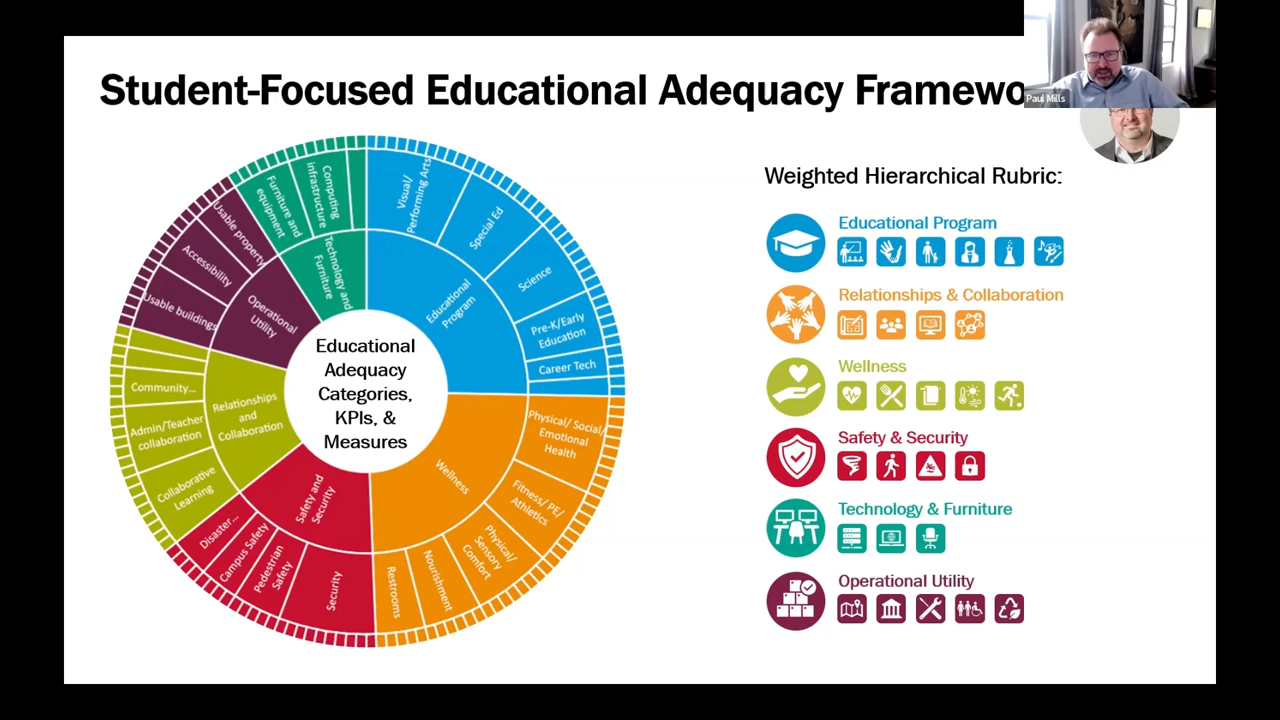 Student-Focused Educational Adequacy Framewo
Paul Mills
Weighted Hierarchical Rubric:
Educational Program
Relationships & Collaboration
Wellness
Safety & Security
Technology & Furniture
Operational Utility
Educational
Adequacy
Categories,
KPIs, &
Measures
Educational
Program
Visual/
Performing Arts
Special Ed
Science
Pre-K/Early
Education
Career Tech
Wellness
Physical/ Social/
Emotional
Health
Fitness/ PE/
Athletics
Physical/
Sensory
Comfort
Nourishment
Restrooms
Safety and
Security
Security
Pedestrian
Safety
Campus Safety
Disaster...
Relationships
and
Collaboration
Collaborative
Learning
Admin/Teacher
collaboration
Community...
Operational
Utility
Usable buildings
Accessibility
Usable property
Technology and
Furniture
Furniture and
equipment
Computing
infrastructure